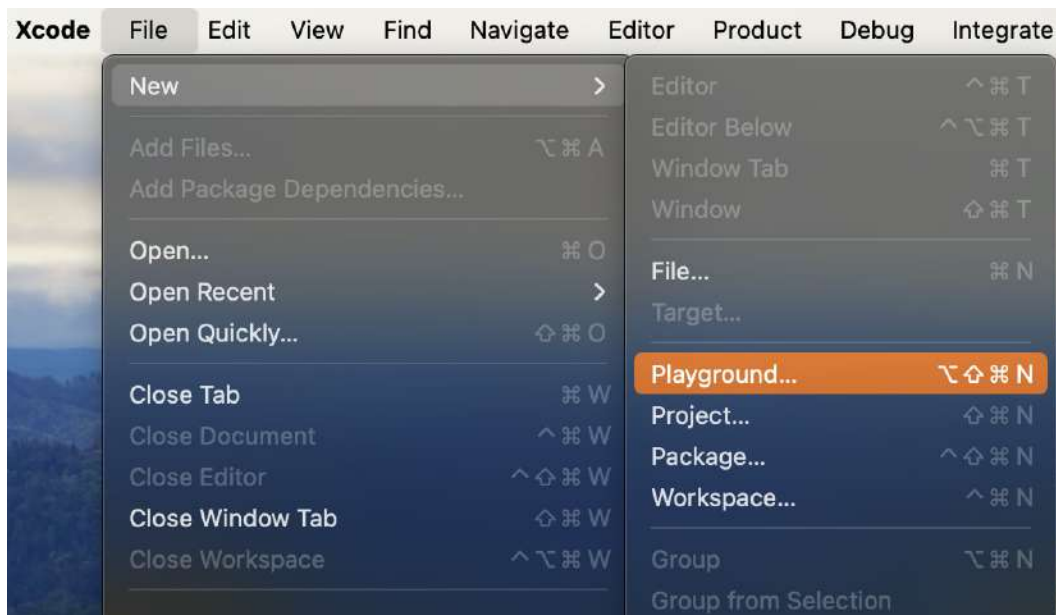 Xcode File Edit View Find Navigate Editor Product Debug Integrate
New >
Add Files... ⌥⌘A
Add Package Dependencies...
Open... ⌘O
Open Recent >
Open Quickly... ⇧⌘O
Close Tab ⌘W
Close Document ^⌘W
Close Editor ^⇧⌘W
Close Window Tab ⇧⌘W
Close Workspace ^⌥⌘W
Editor ^⌘T
Editor Below ^⌥⌘T
Window Tab ⌘T
Window ⇧⌘T
File... ⌘N
Target...
Playground... ⌥⇧⌘N
Project... ⇧⌘N
Package... ^⇧⌘N
Workspace... ^⌘N
Group ⌥⌘N
Group from Selection